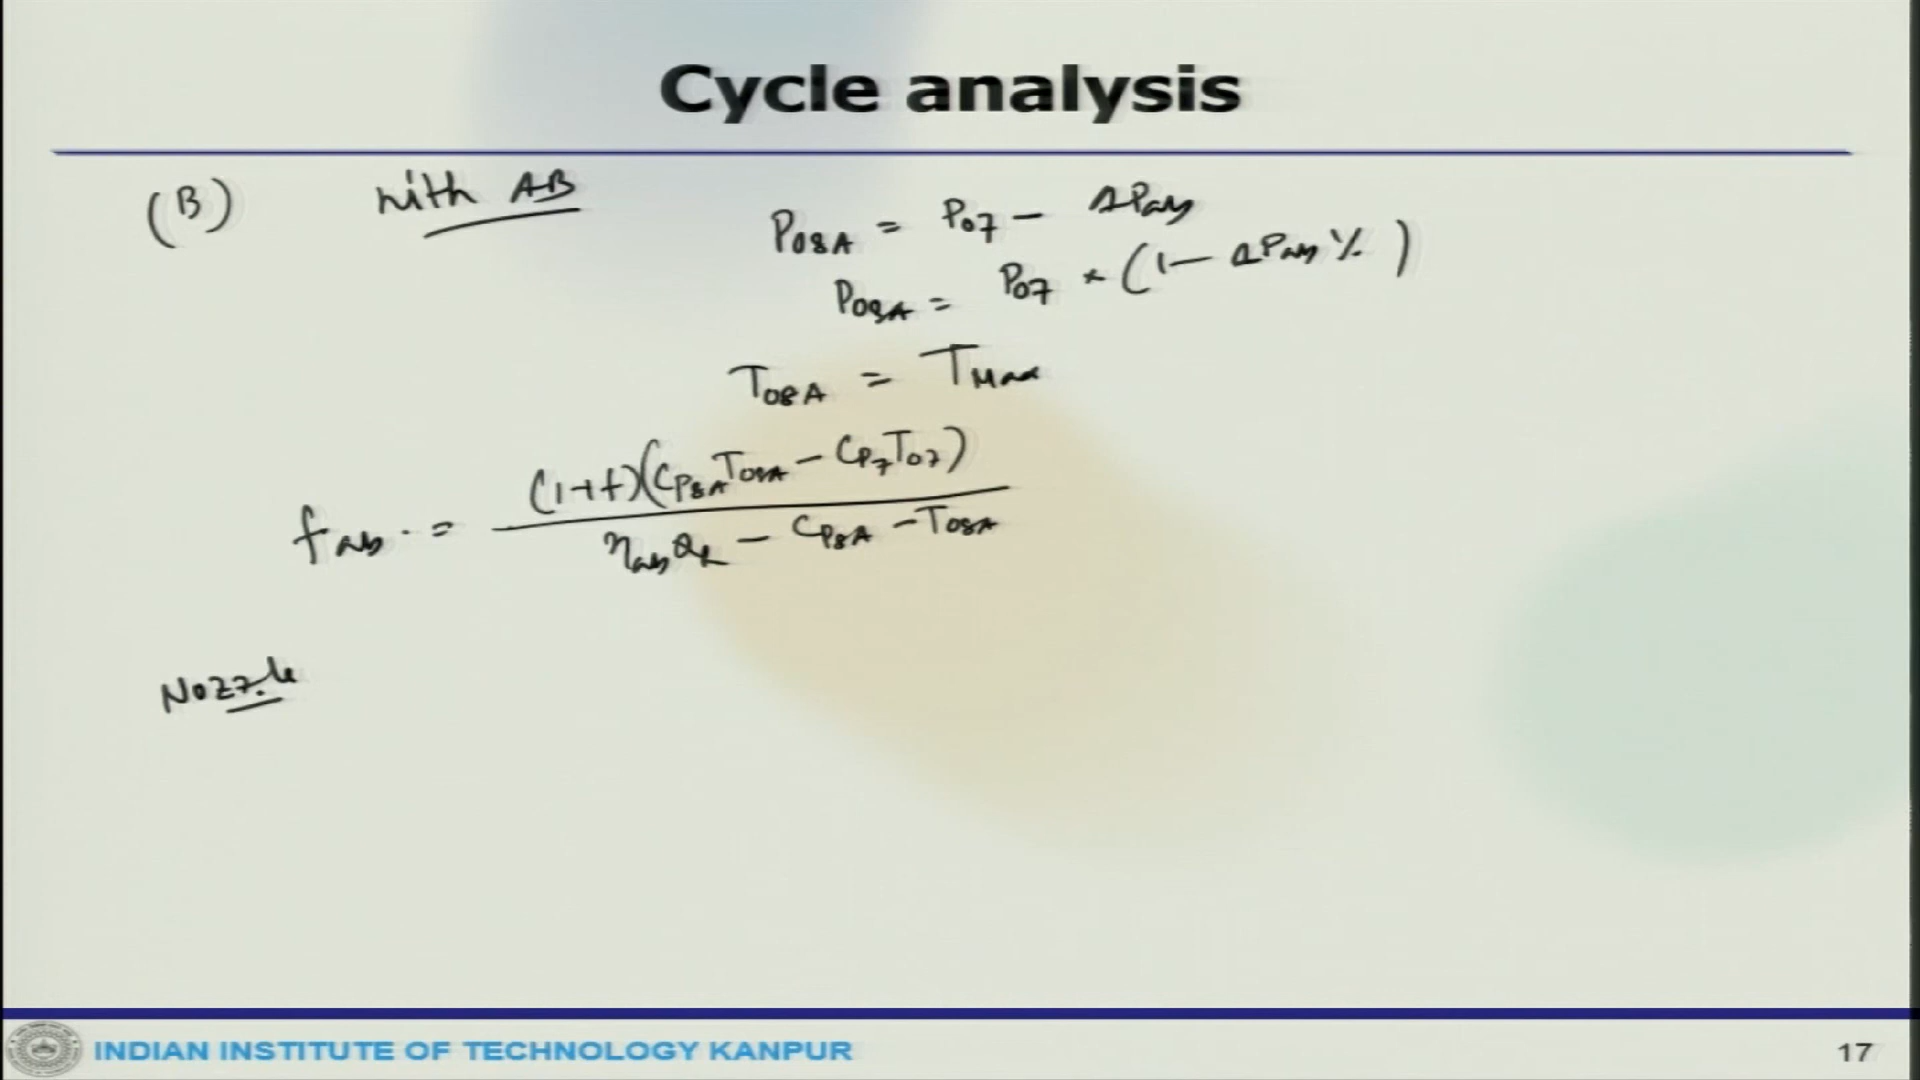 Cycle analysis
(B) with AB
P08A = P07 - ΔPab
P08A = P07 * (1 - ΔPab % )
T08A = TMax
fab = (1+f)(CP8A T08A - CP7 T07) / ηab QR - CP8A - T08A
Nozzle
INDIAN INSTITUTE OF TECHNOLOGY KANPUR
17